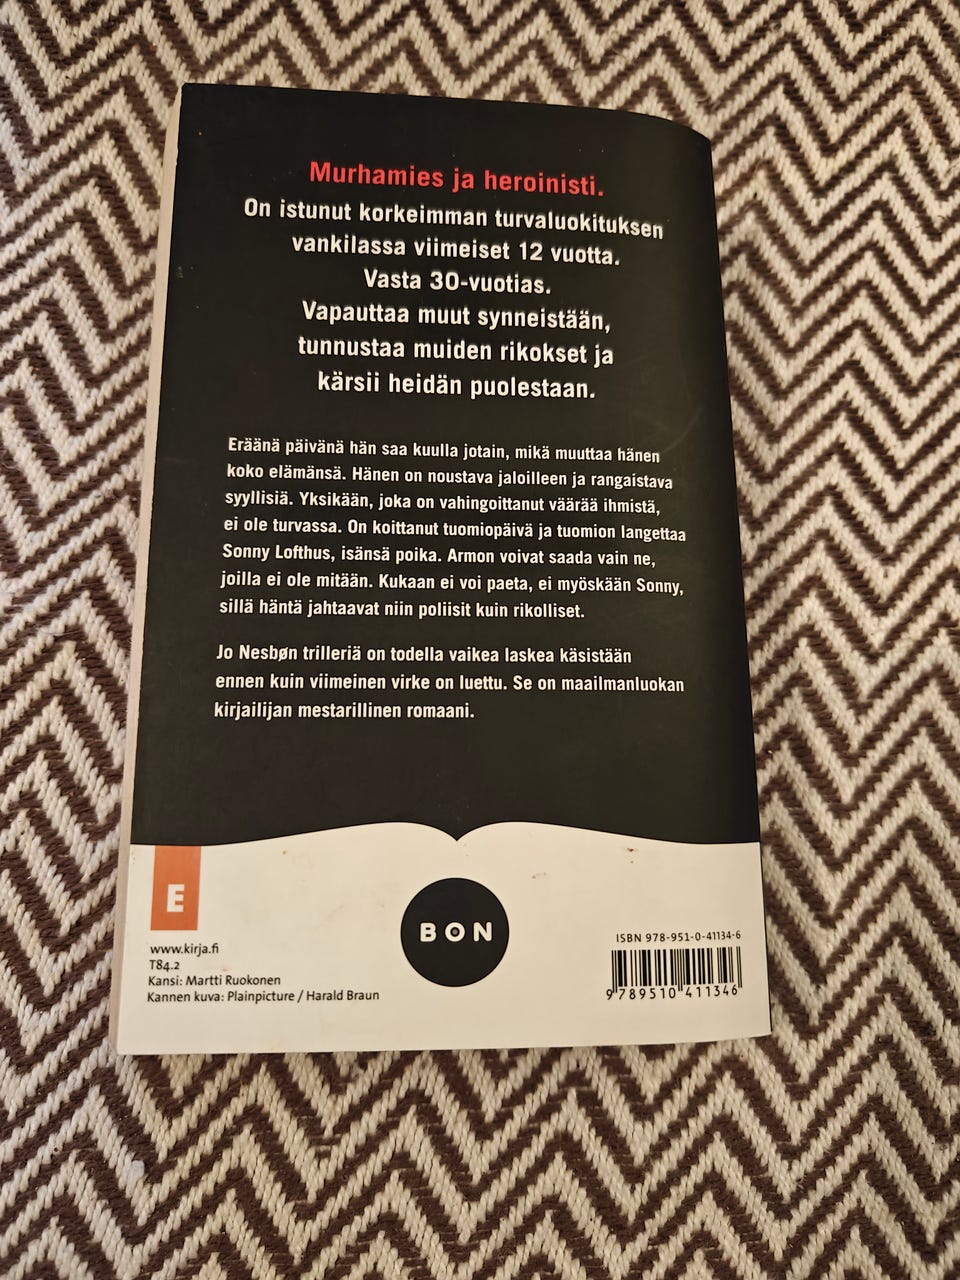 Murhamies ja heroinisti.
On istunut korkeimman turvaluokituksen
vankilassa viimeiset 12 vuotta.
Vasta 30-vuotias.
Vapauttaa muut synneistään,
tunnustaa muiden rikokset ja
kärsii heidän puolestaan.
Eräänä päivänä hän saa kuulla jotain, mikä muuttaa hänen
koko elämänsä. Hänen on noustava jaloilleen ja rangaistava
syyllisiä. Yksikään, joka on vahingoittanut väärää ihmistä,
ei ole turvassa. On koittanut tuomiopäivä ja tuomion langettaa
Sonny Lofthus, isänsä poika. Armon voivat saada vain ne,
joilla ei ole mitään. Kukaan ei voi paeta, ei myöskään Sonny,
sillä häntä jahtaavat niin poliisit kuin rikolliset.
Jo Nesbøn trilleriä on todella vaikea laskea käsistään
ennen kuin viimeinen virke on luettu. Se on maailmanluokan
kirjailijan mestarillinen romaani.
E
www.kirja.fi
T84.2
Kansi: Martti Ruokonen
Kannen kuva: Plainpicture / Harald Braun
BON
ISBN 978-951-0-41134-6
9 789510 411346